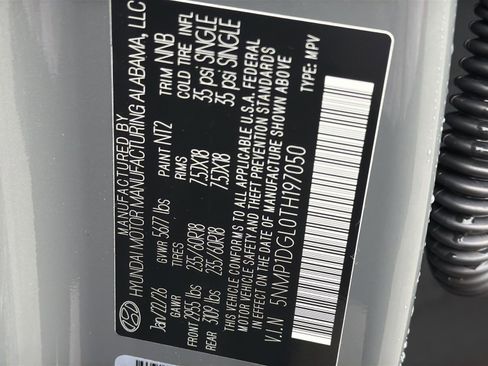 MANUFACTURED BY
HYUNDAI MOTOR MANUFACTURING ALABAMA, LLC
Jan/22/26 GVWR 5677 lbs PAINT NT2 TRIM NNB
GAWR TIRES RIMS COLD TIRE INFL
FRONT 2955 lbs 235/60R18 7.5JX18 35 psi SINGLE
REAR 3109 lbs 235/60R18 7.5JX18 35 psi SINGLE
THIS VEHICLE CONFORMS TO ALL APPLICABLE U.S.A. FEDERAL
MOTOR VEHICLE SAFETY AND THEFT PREVENTION STANDARDS
IN EFFECT ON THE DATE OF MANUFACTURE SHOWN ABOVE
V.I.N 5NMP1DGL0TH197050 TYPE: MPV